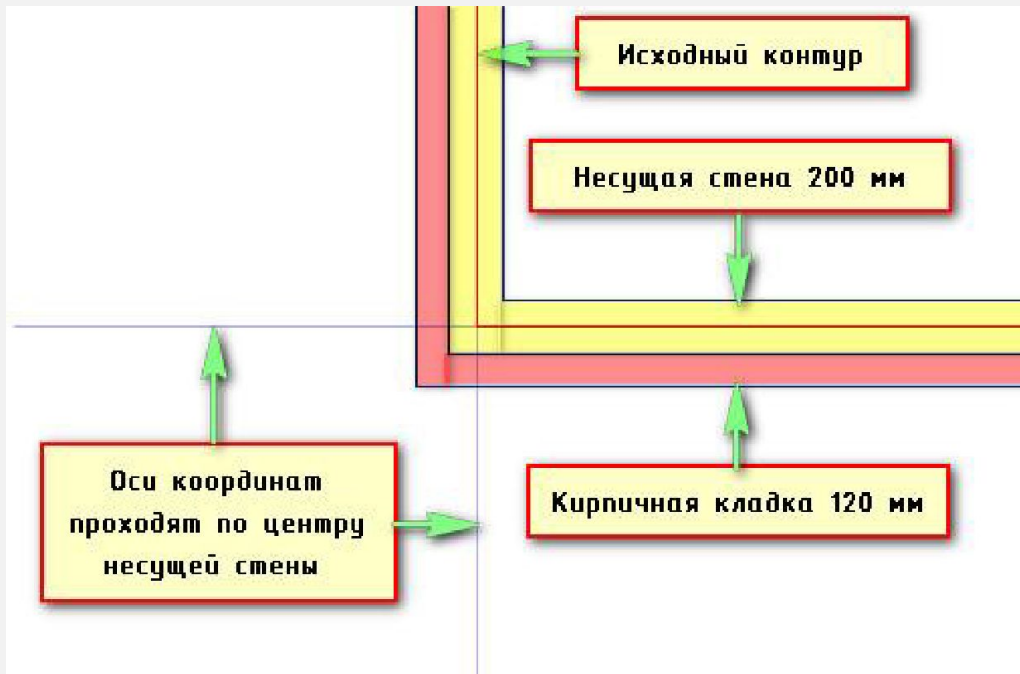 Исходный контур
Несущая стена 200 мм
Оси координат
проходят по центру
несущей стены
Кирпичная кладка 120 мм